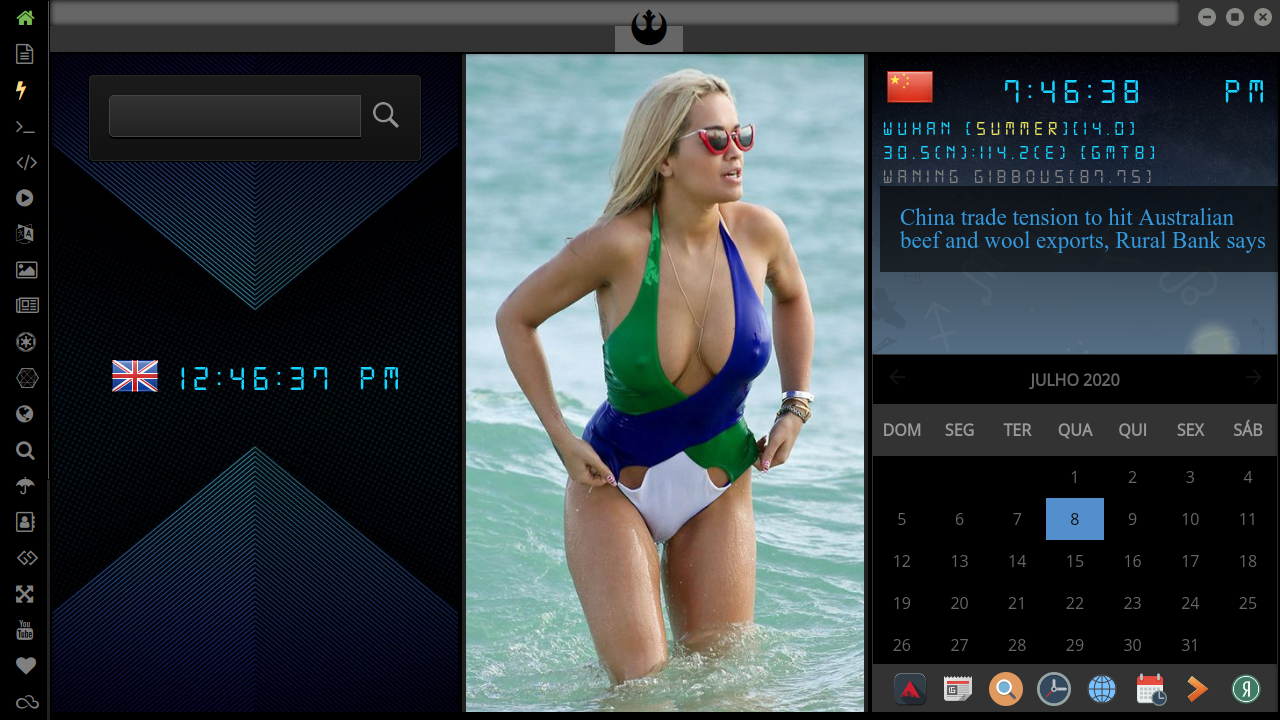 7:46:38 PM
WUHAN [SUMMER][14.0]
30.5(N):114.2(E) [GMT8]
WANING GIBBOUS[87.75]
China trade tension to hit Australian
beef and wool exports, Rural Bank says
12:46:37 PM
JULHO 2020
DOM SEG TER QUA QUI SEX SÁB
1 2 3 4
5 6 7 8 9 10 11
12 13 14 15 16 17 18
19 20 21 22 23 24 25
26 27 28 29 30 31
You
Tube
Я